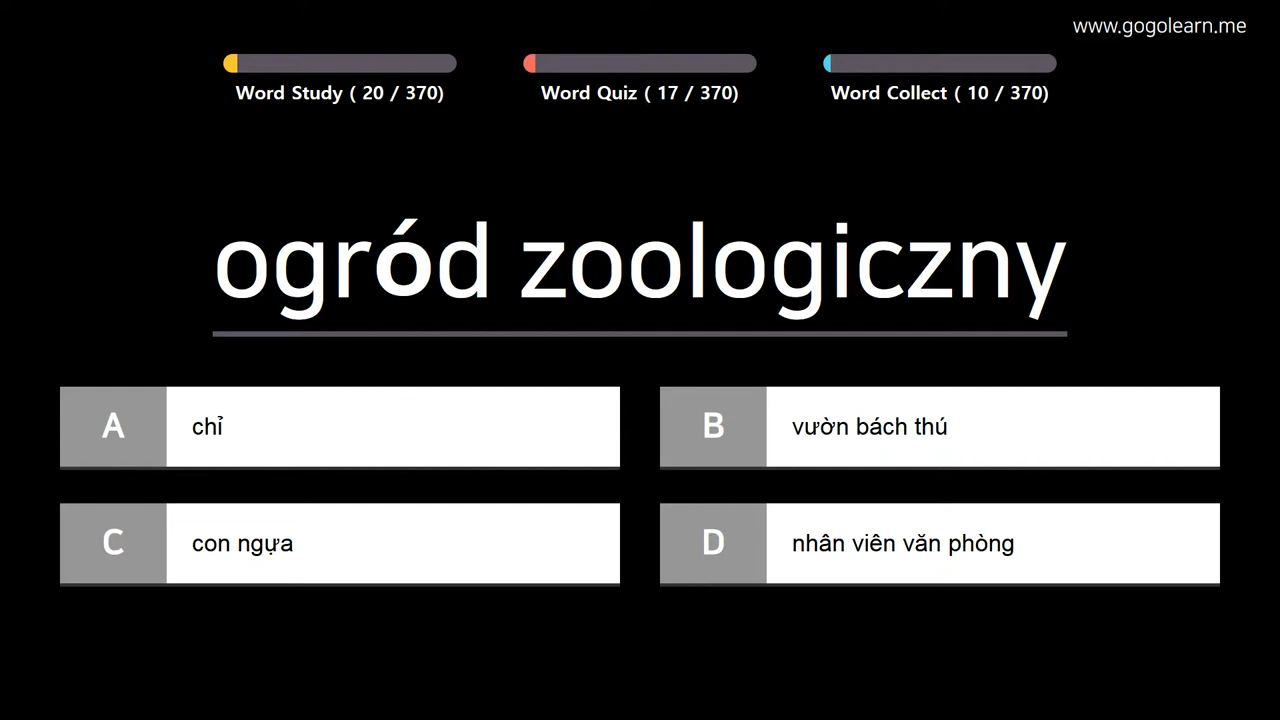 www.gogolearn.me
Word Study ( 20 / 370)
Word Quiz ( 17 / 370)
Word Collect ( 10 / 370)
ogród zoologiczny
A chỉ
B vườn bách thú
C con ngựa
D nhân viên văn phòng